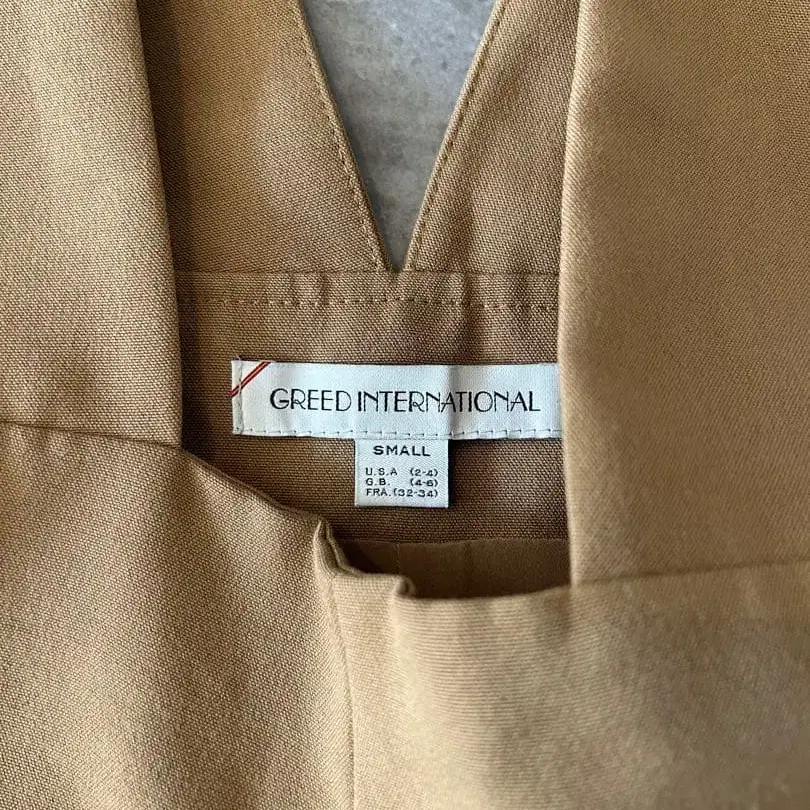 GREED INTERNATIONAL
SMALL
U.S.A (2-4)
G.B. (4-6)
FRA. (32-34)